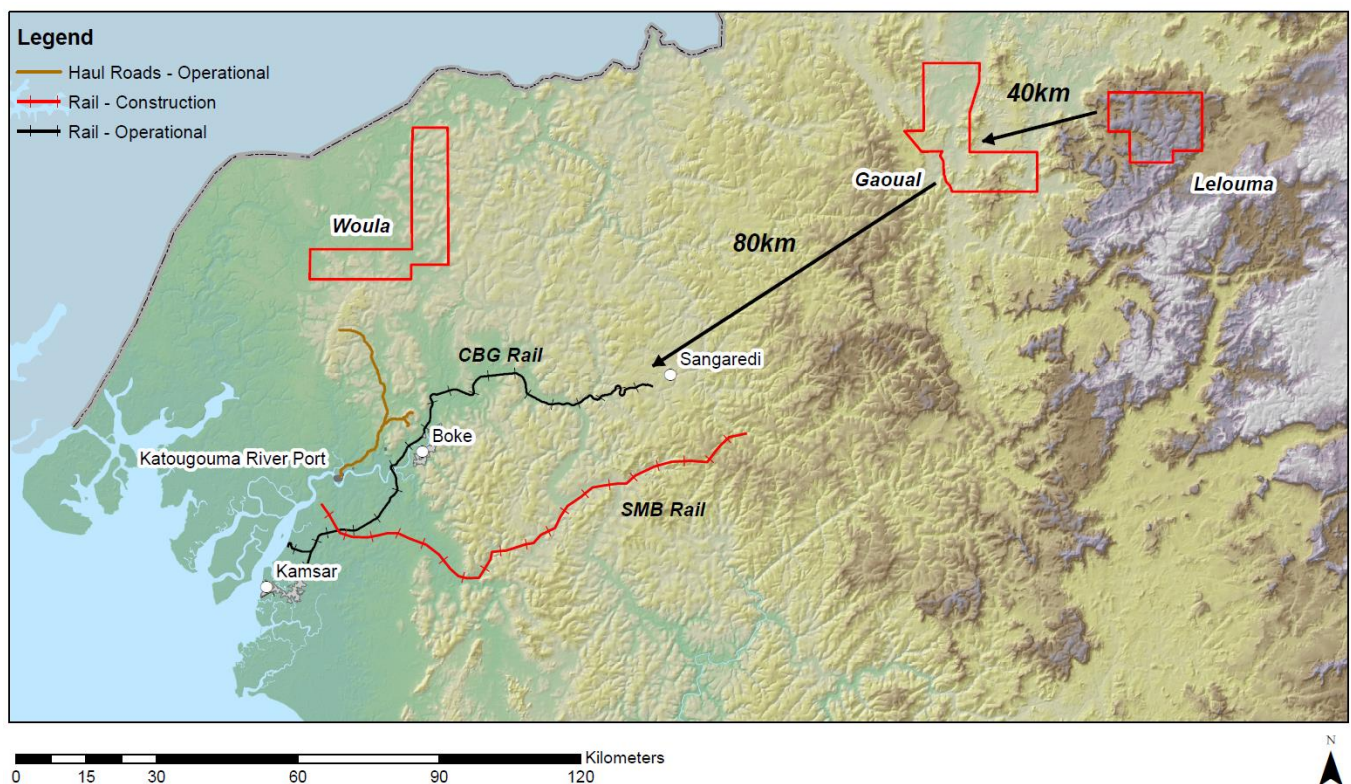 Legend
Haul Roads - Operational
Rail - Construction
Rail - Operational
40km
Gaoual
Lelouma
Woula
80km
CBG Rail
Sangaredi
Boke
Katougouma River Port
SMB Rail
Kamsar
Kilometers
0 15 30 60 90 120
N